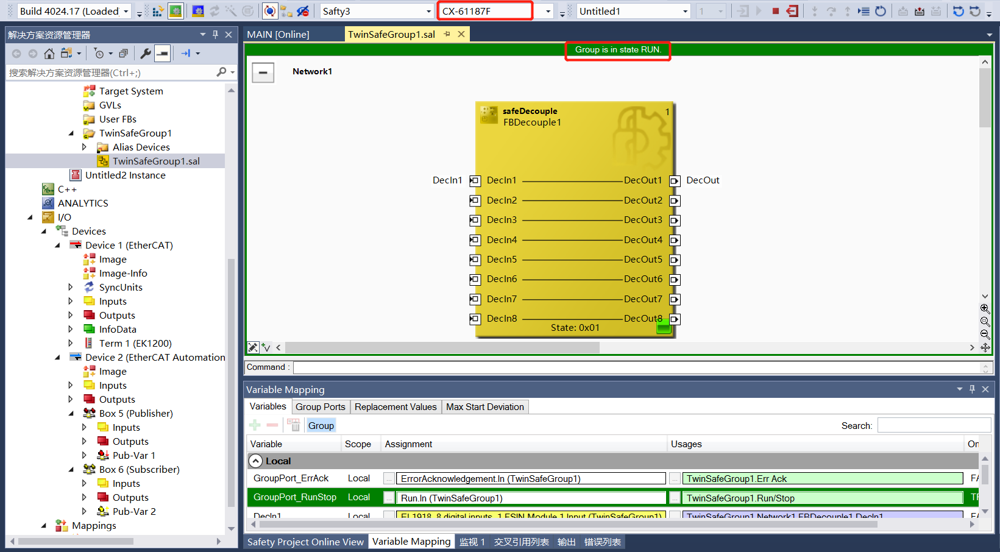 Build 4024.17 (Loaded)
Safty3
CX-61187F
Untitled1
1
解决方案资源管理器
搜索解决方案资源管理器(Ctrl+;)
Target System
GVLs
User FBs
TwinSafeGroup1
Alias Devices
TwinSafeGroup1.sal
Untitled2 Instance
C++
ANALYTICS
I/O
Devices
Device 1 (EtherCAT)
Image
Image-Info
SyncUnits
Inputs
Outputs
InfoData
Term 1 (EK1200)
Device 2 (EtherCAT Automation
Image
Inputs
Outputs
Box 5 (Publisher)
Inputs
Outputs
Pub-Var 1
Box 6 (Subscriber)
Inputs
Outputs
Pub-Var 2
Mappings
MAIN [Online]
TwinSafeGroup1.sal
Group is in state RUN.
Network1
safeDecouple
FBDecouple1
1
DecIn1 DecIn1 DecOut1 DecOut
DecIn2 DecOut2
DecIn3 DecOut3
DecIn4 DecOut4
DecIn5 DecOut5
DecIn6 DecOut6
DecIn7 DecOut7
DecIn8 DecOut8
State: 0x01
Command :
Variable Mapping
Variables Group Ports Replacement Values Max Start Deviation
Group
Search:
Variable Scope Assignment Usages On
Local
GroupPort_ErrAck Local ... ErrorAcknowledgement.In (TwinSafeGroup1) ... TwinSafeGroup1.Err Ack FA
GroupPort_RunStop Local ... Run.In (TwinSafeGroup1) ... TwinSafeGroup1.Run/Stop TF
DecIn1 Local EL1918, 8 digital inputs, 1 FSIN Module 1.Input (TwinSafeGroup1) TwinSafeGroup1.Network1.FBDecouple1.DecIn1 FA
Safety Project Online View Variable Mapping 监视 1 交叉引用列表 输出 错误列表